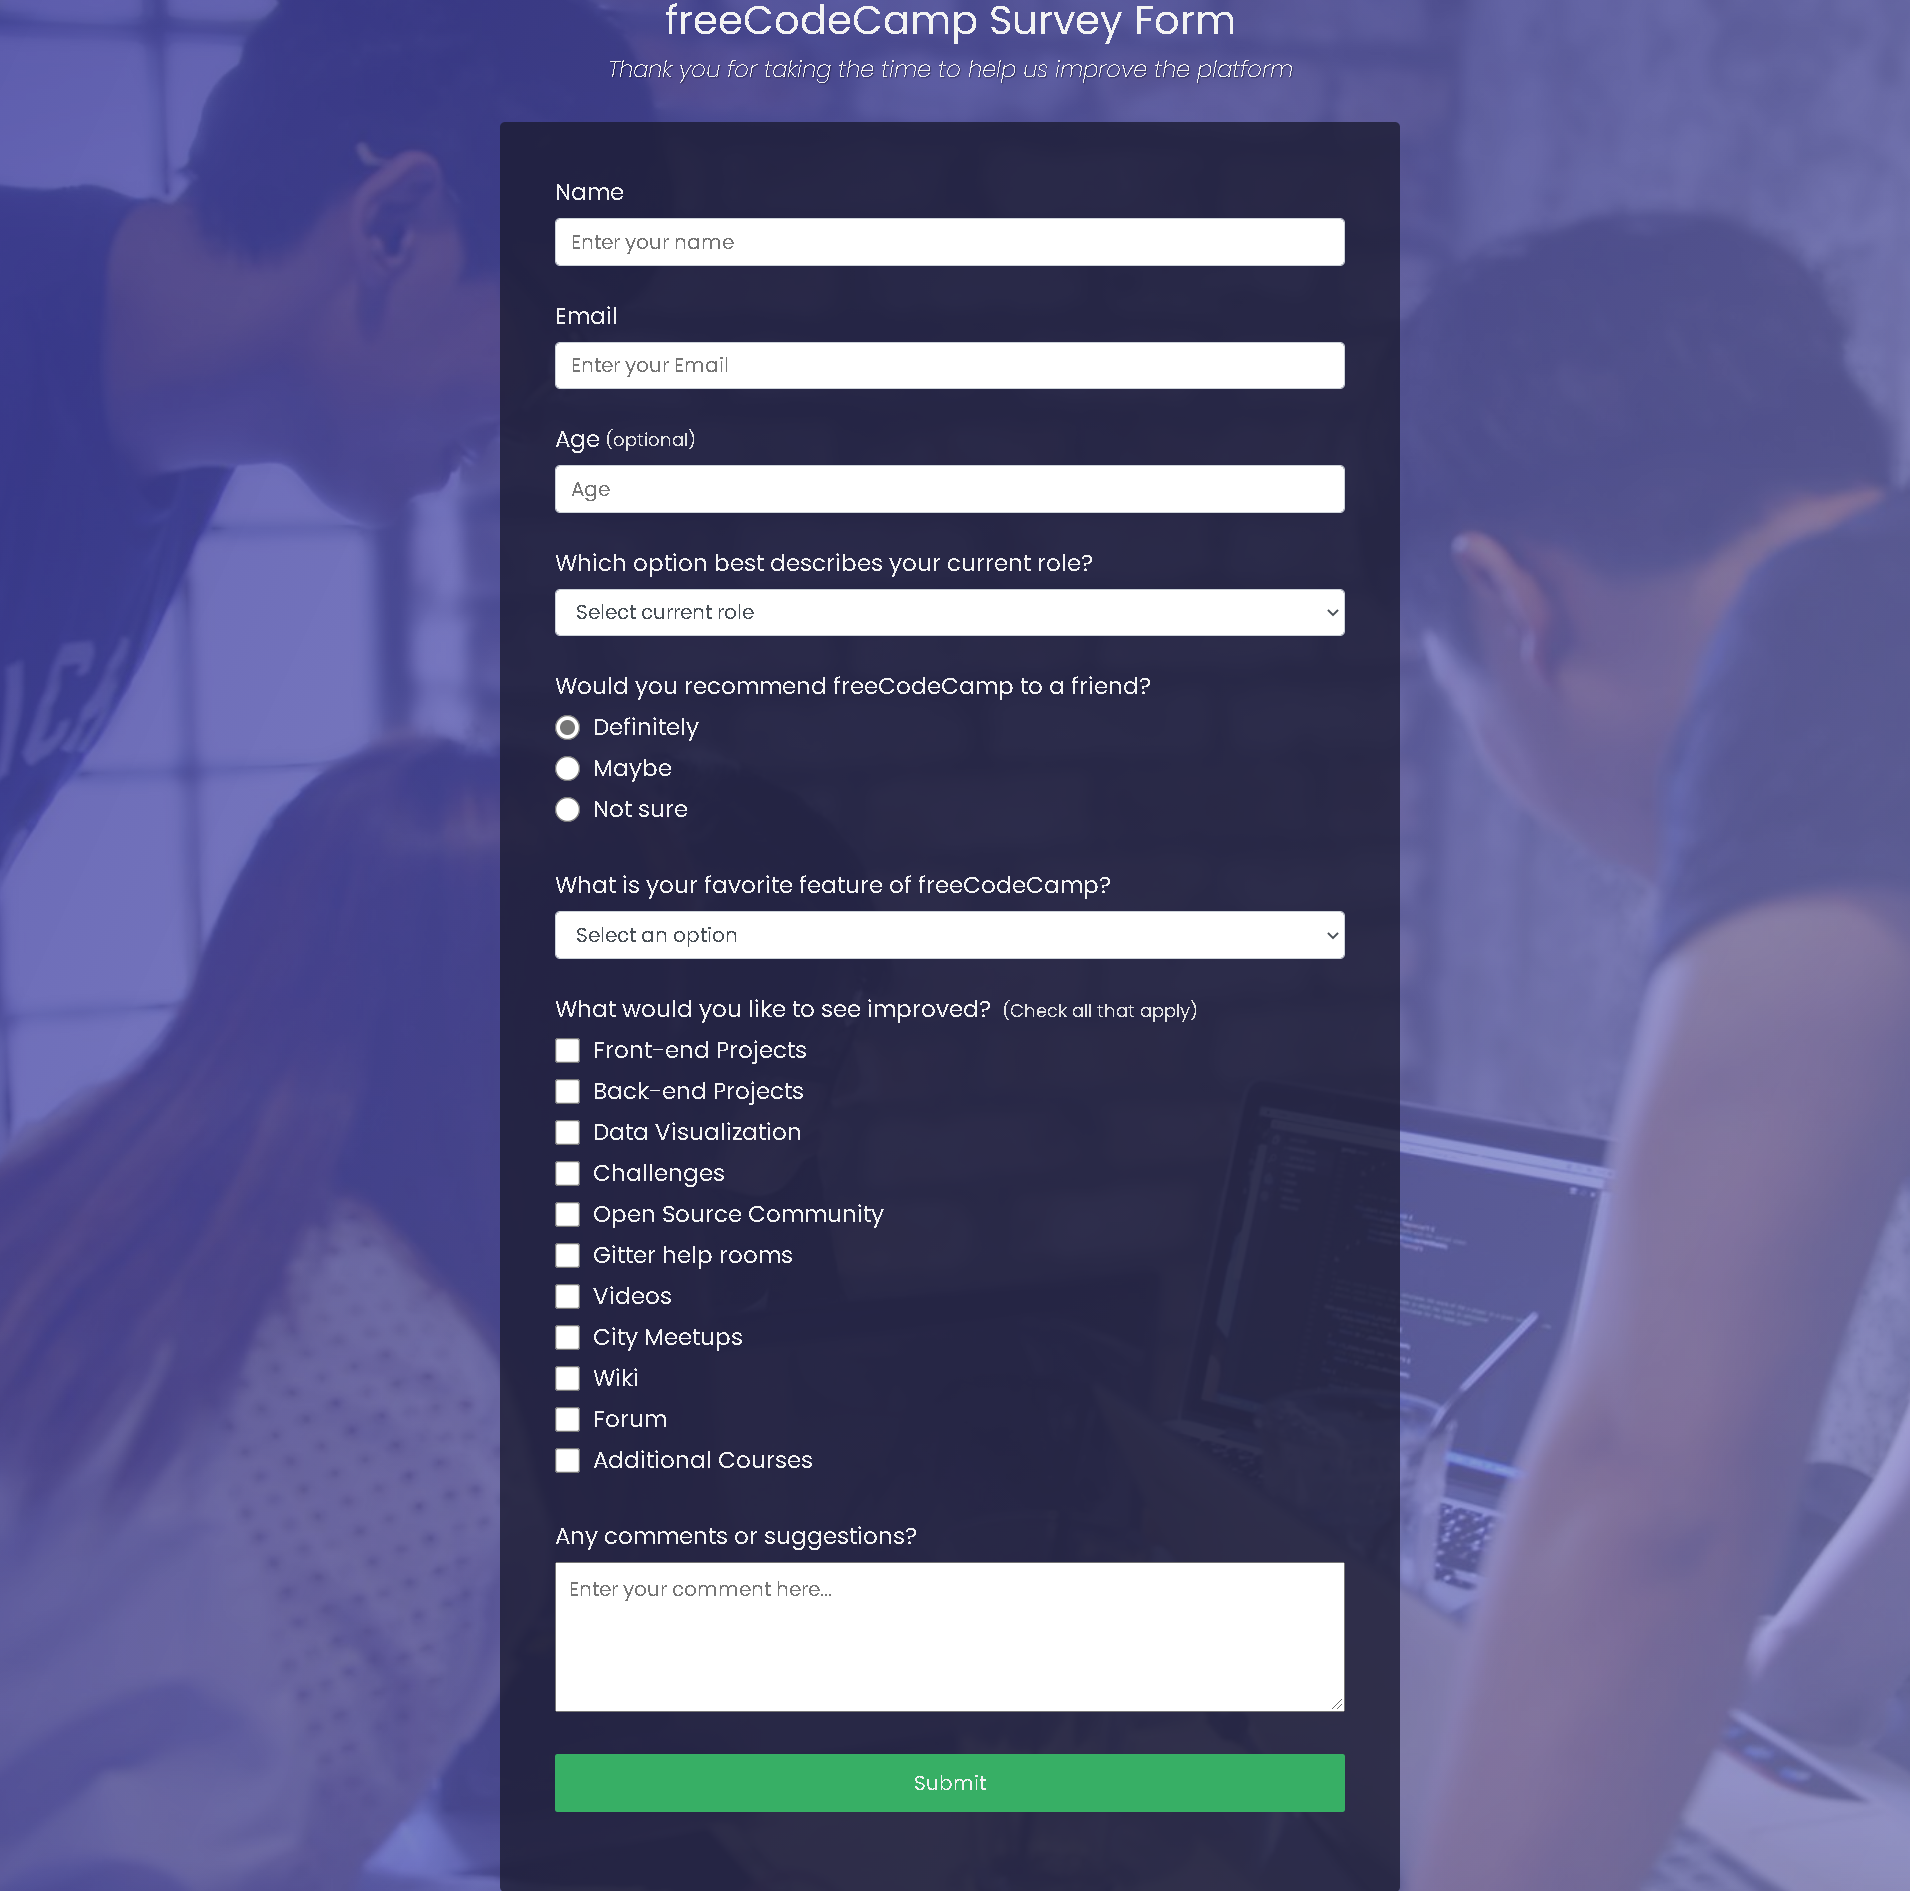 freeCodeCamp Survey Form
Thank you for taking the time to help us improve the platform
Name
Enter your name
Email
Enter your Email
Age (optional)
Age
Which option best describes your current role?
Select current role
Would you recommend freeCodeCamp to a friend?
Definitely
Maybe
Not sure
What is your favorite feature of freeCodeCamp?
Select an option
What would you like to see improved? (Check all that apply)
Front-end Projects
Back-end Projects
Data Visualization
Challenges
Open Source Community
Gitter help rooms
Videos
City Meetups
Wiki
Forum
Additional Courses
Any comments or suggestions?
Enter your comment here...
Submit